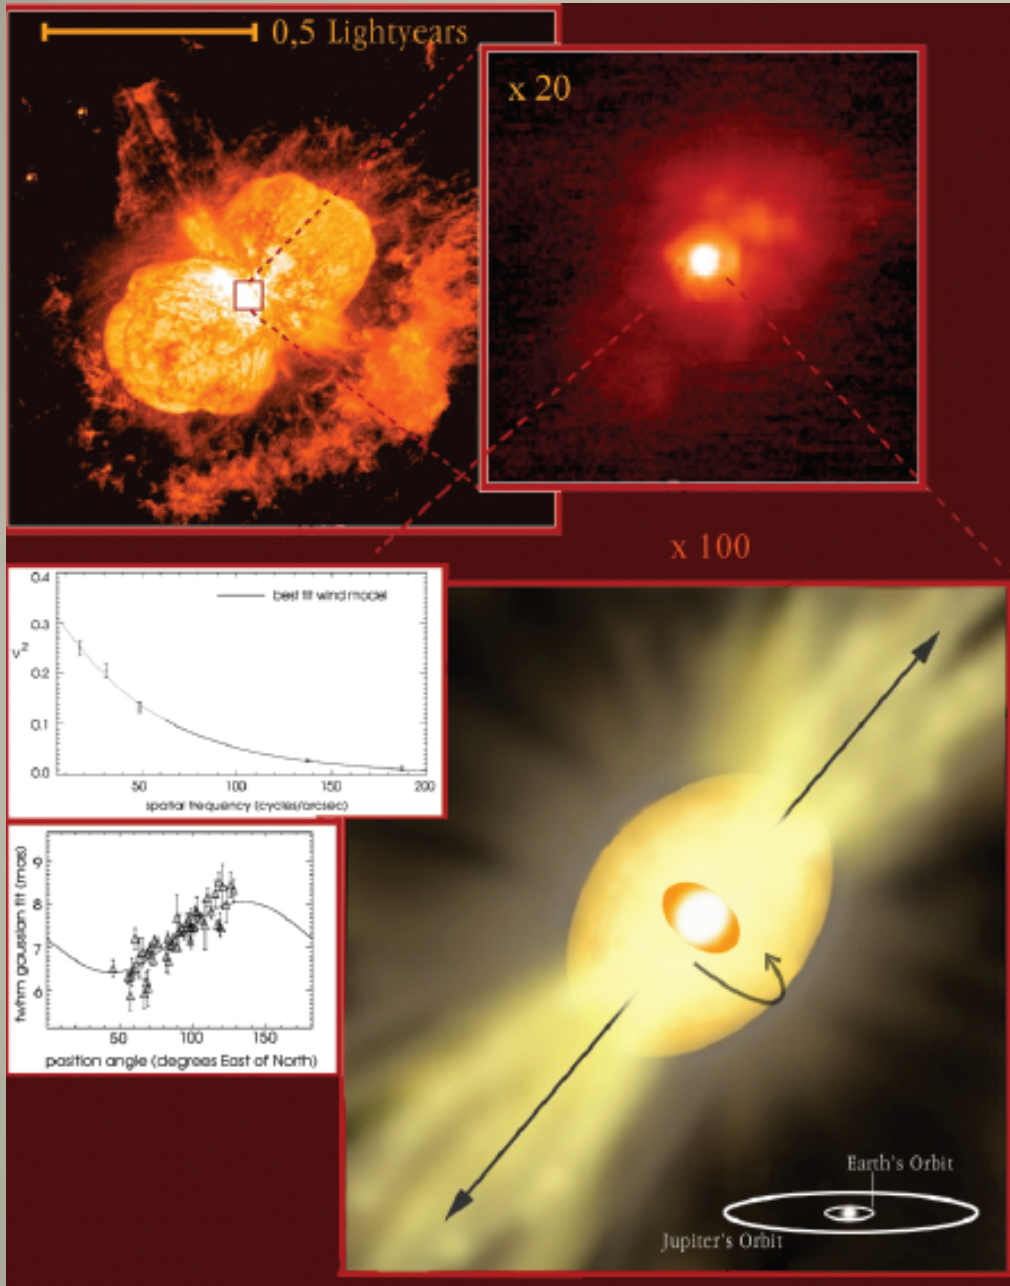 0,5 Lightyears
x 20
x 100
0.4
0.3
0.2
0.1
0.0
v²
best fit wind model
50 100 150 200
spatial frequency (cycles/arcsec)
9
8
7
6
fwhm gaussian fit (mas)
50 100 150
position angle (degrees East of North)
Earth's Orbit
Jupiter's Orbit